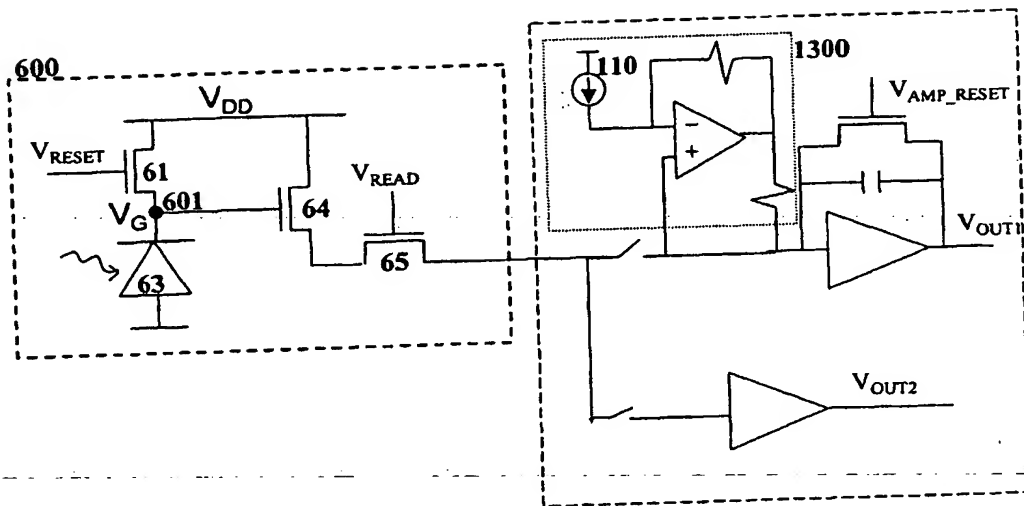 600
V_DD
V_RESET
61
601
V_G
63
64
V_READ
65
110
1300
−
+
V_AMP_RESET
V_OUT1
V_OUT2